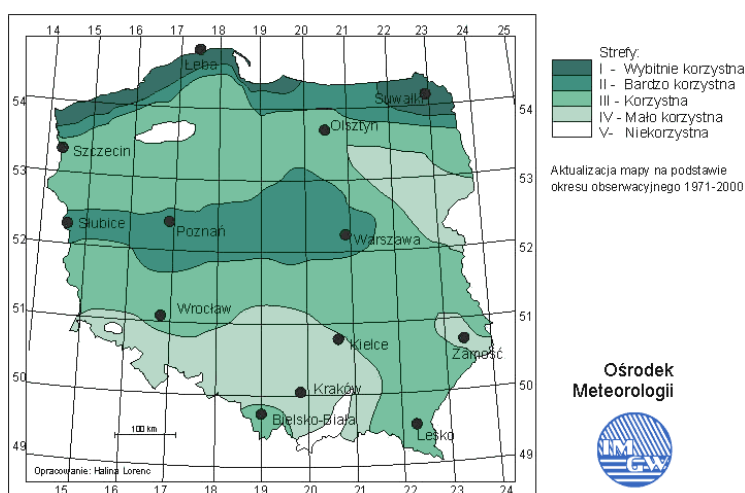 14 15 16 17 18 19 20 21 22 23 24 25
Łeba
54
Suwałki
54
Olsztyn
Szczecin
53
53
Słubice
Poznań
Warszawa
52
52
Wrocław
51
51
Kielce
Zamość
50
Kraków
50
Bielsko-Biała
Lesko
100 km
49
49
Opracowanie: Halina Lorenc
15 16 17 18 19 20 21 22 23 24
Strefy:
I - Wybitnie korzystna
II - Bardzo korzystna
III - Korzystna
IV - Mało korzystna
V- Niekorzystna
Aktualizacja mapy na podstawie
okresu obserwacyjnego 1971-2000
Ośrodek
Meteorologii
IM
GW